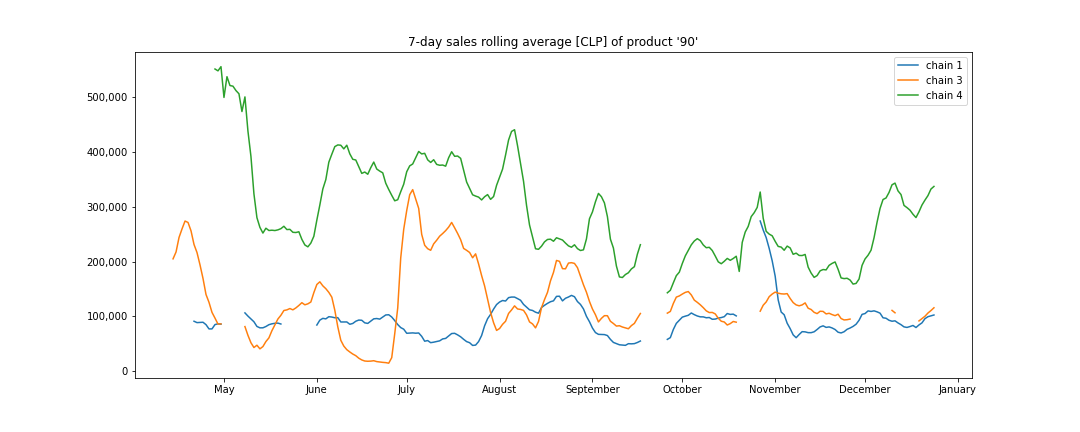 7-day sales rolling average [CLP] of product '90'
chain 1
chain 3
chain 4
500,000
400,000
300,000
200,000
100,000
0
May June July August September October November December January